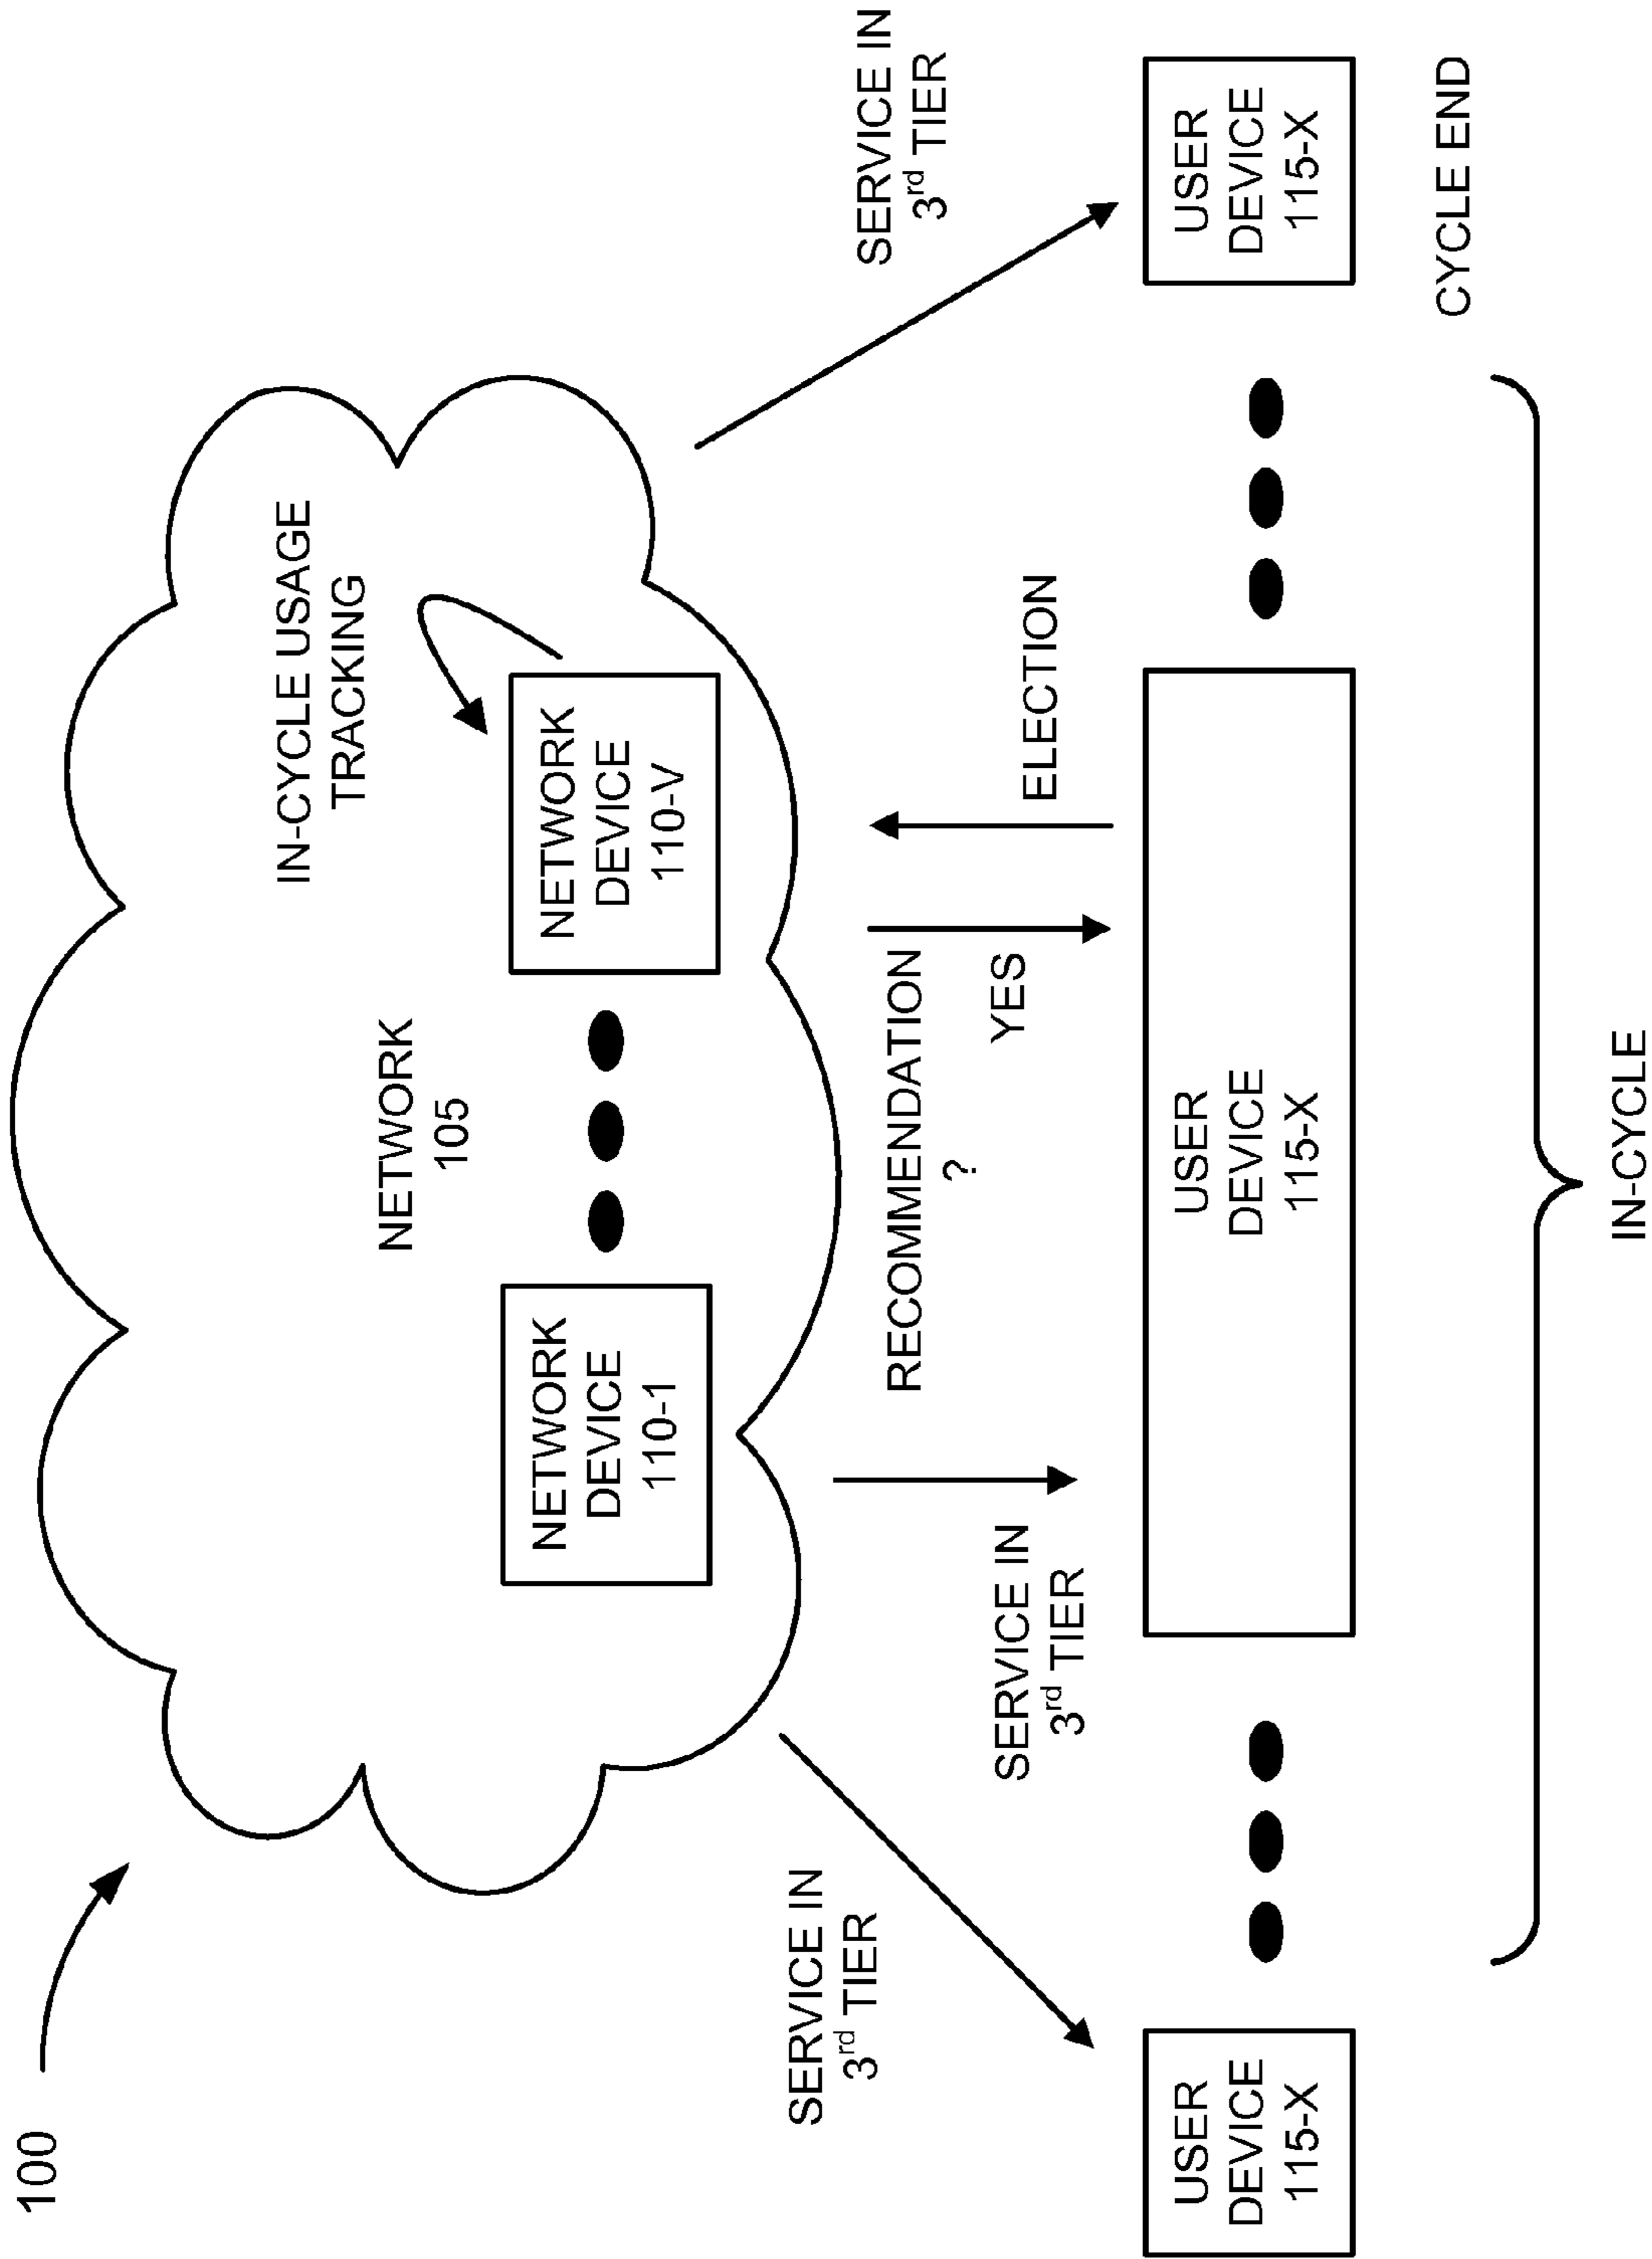 100
IN-CYCLE USAGE
TRACKING
NETWORK
105
NETWORK
DEVICE
110-1
NETWORK
DEVICE
110-V
SERVICE IN
3rd TIER
SERVICE IN
3rd TIER
RECOMMENDATION
?
YES
ELECTION
SERVICE IN
3rd TIER
USER
DEVICE
115-X
USER
DEVICE
115-X
USER
DEVICE
115-X
IN-CYCLE
CYCLE END